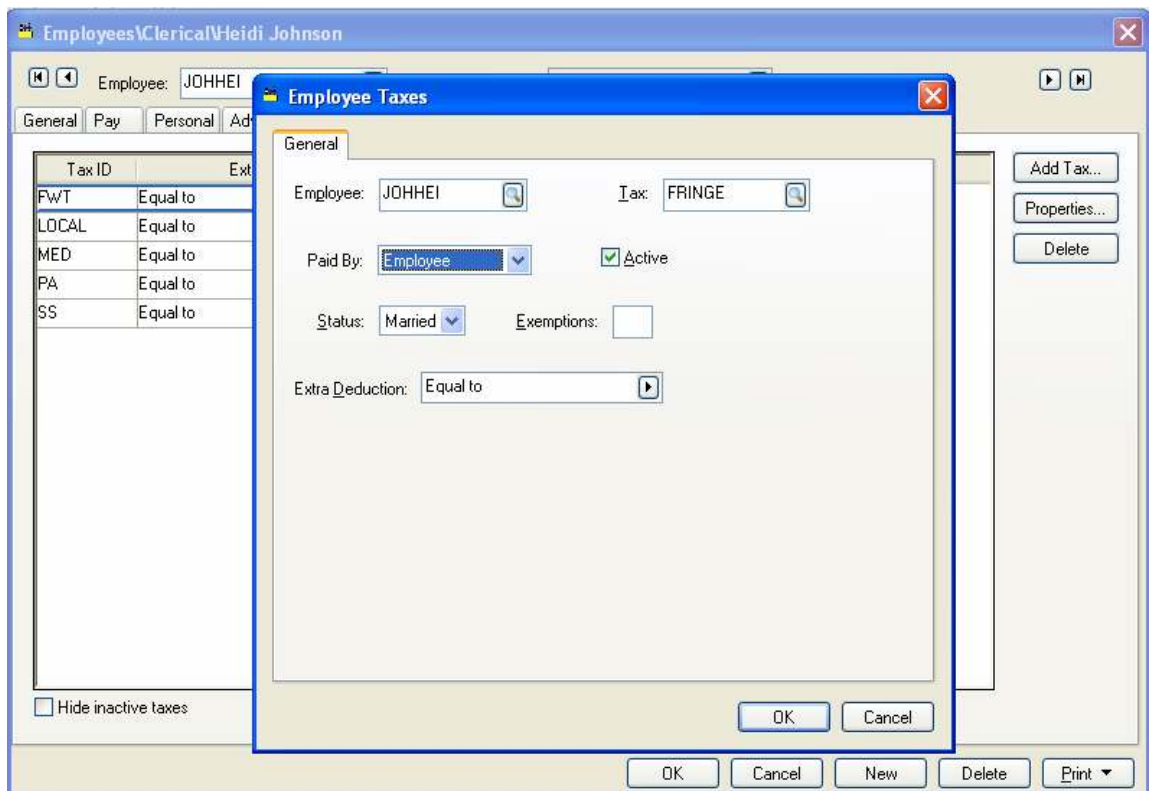 Employees\Clerical\Heidi Johnson
Employee: JOHHEI
General Pay Personal
Tax ID
FWT Equal to
LOCAL Equal to
MED Equal to
PA Equal to
SS Equal to
Hide inactive taxes
Employee Taxes
General
Employee: JOHHEI Tax: FRINGE
Paid By: Employee Active
Status: Married Exemptions:
Extra Deduction: Equal to
OK Cancel
Add Tax...
Properties...
Delete
OK Cancel New Delete Print